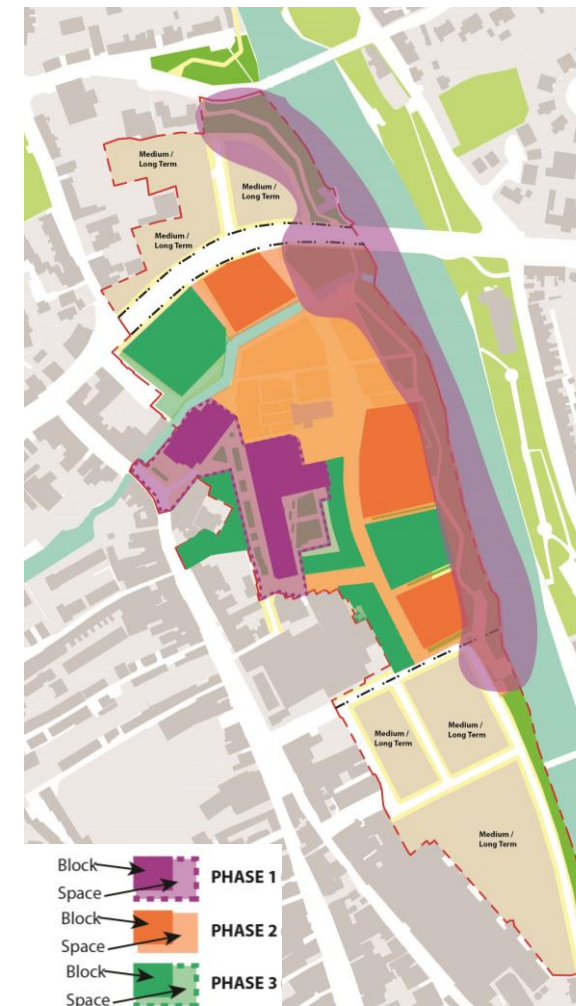 Medium /
Long Term
Medium /
Long Term
Medium /
Long Term
Medium /
Long Term
Medium /
Long Term
Medium /
Long Term
Block
Space
PHASE 1
Block
Space
PHASE 2
Block
Space
PHASE 3